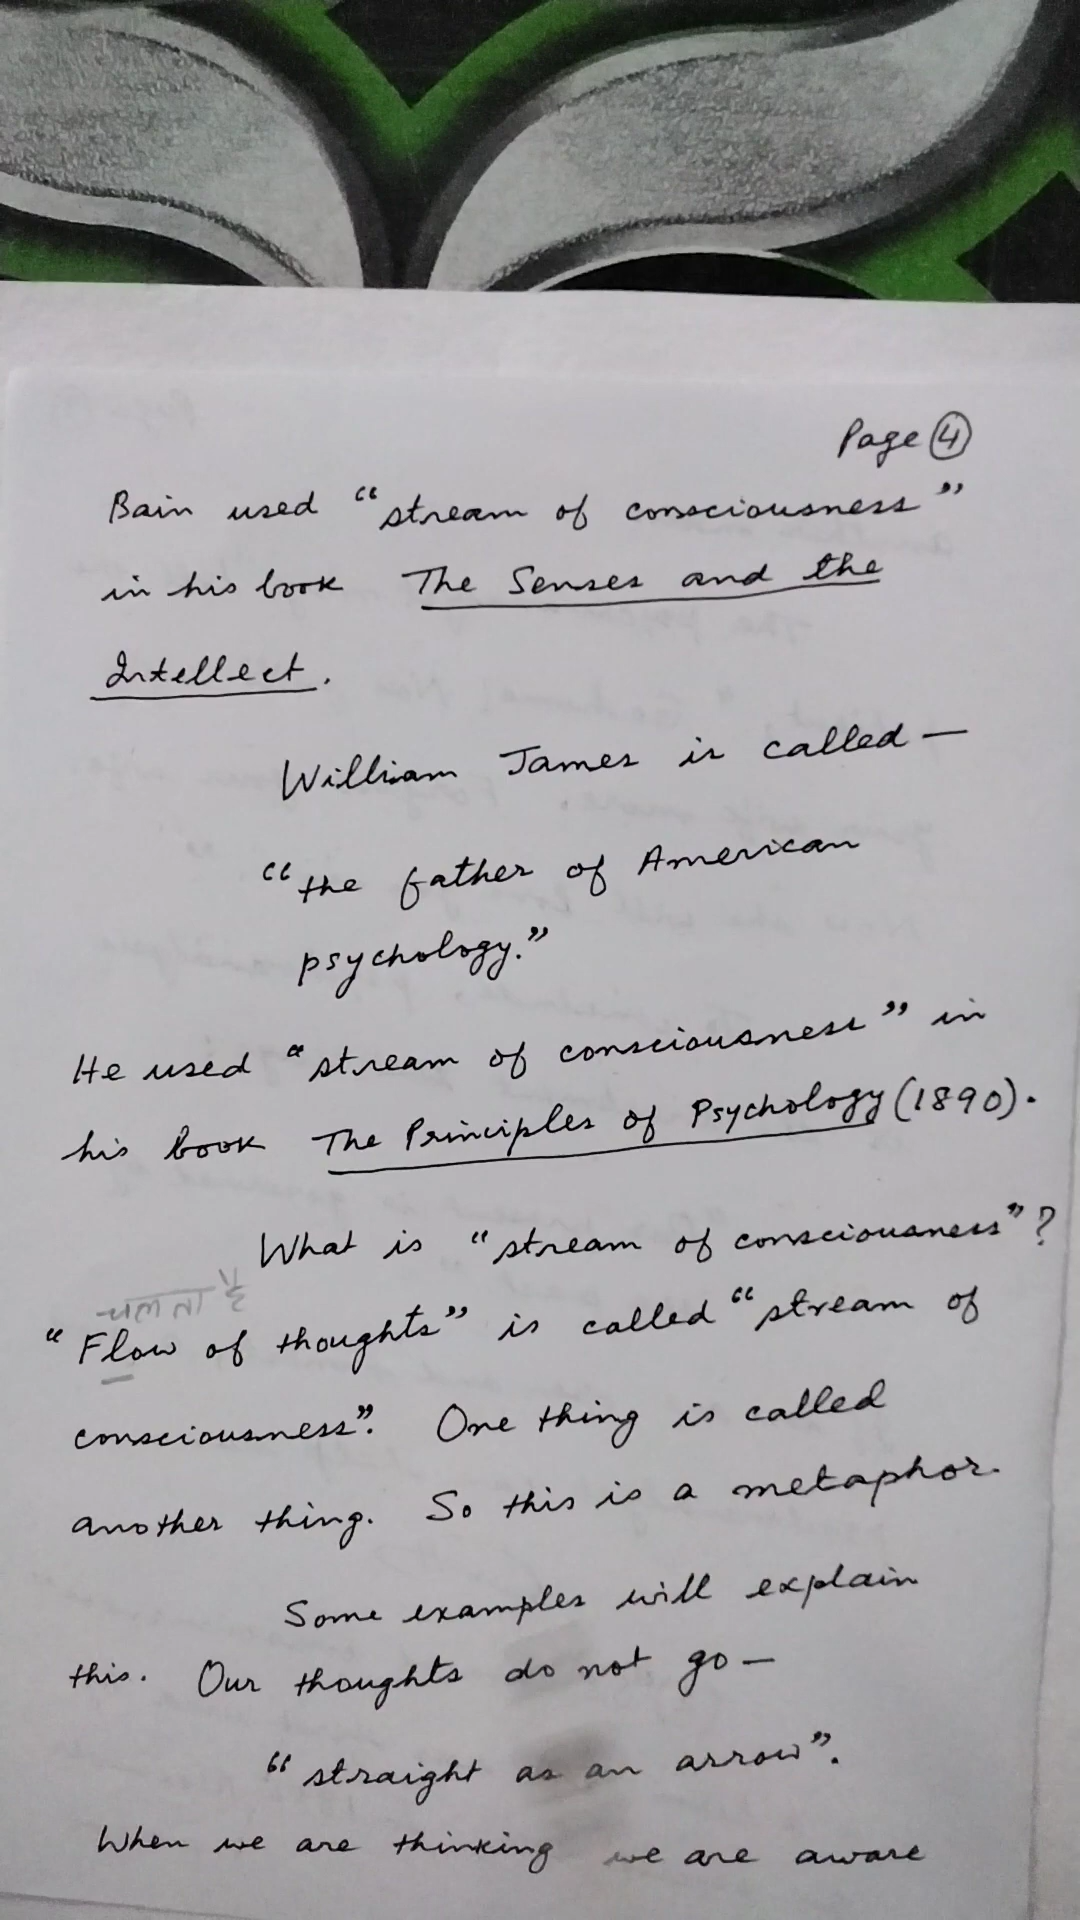 Page 4
Bain used "stream of consciousness"
in his book The Senses and the
Intellect.
William James is called —
"the father of American
psychology."
He used "stream of consciousness" in
his book The Principles of Psychology (1890).
What is "stream of consciousness"?
चलता है
"Flow of thoughts" is called "stream of
consciousness". One thing is called
another thing. So this is a metaphor.
Some examples will explain
this. Our thoughts do not go —
"straight as an arrow".
When we are thinking we are aware